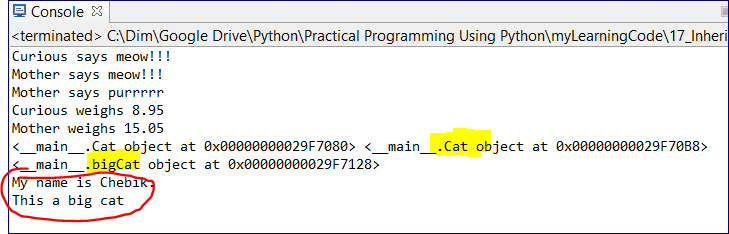 Console
<terminated> C:\Dim\Google Drive\Python\Practical Programming Using Python\myLearningCode\17_Inheri
Curious says meow!!!
Mother says meow!!!
Mother says purrrrr
Curious weighs 8.95
Mother weighs 15.05
<__main__.Cat object at 0x00000000029F7080> <__main__.Cat object at 0x00000000029F70B8>
<__main__.bigCat object at 0x00000000029F7128>
My name is Chebik.
This a big cat